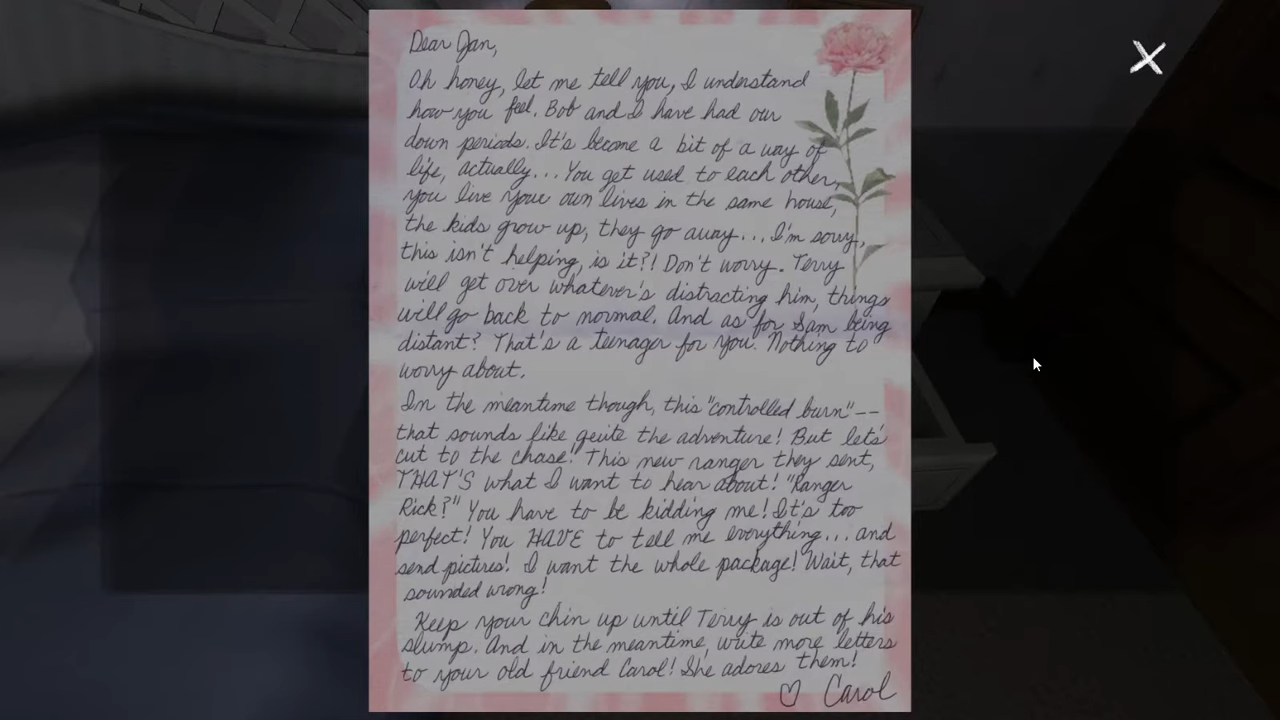 Dear Jan,
Oh honey, let me tell you, I understand
how you feel. Bob and I have had our
down periods. It's become a bit of a way of
life, actually... You get used to each other,
you live your own lives in the same house,
the kids grow up, they go away... I'm sorry,
this isn't helping, is it?! Don't worry. Terry
will get over whatever's distracting him, things
will go back to normal. And as for Sam being
distant? That's a teenager for you. Nothing to
worry about.
In the meantime though, this "controlled burn"--
that sounds like quite the adventure! But let's
cut to the chase! This new ranger they sent,
THAT'S what I want to hear about! "Ranger
Rick?" You have to be kidding me! It's too
perfect! You HAVE to tell me everything... and
send pictures! I want the whole package! Wait, that
sounded wrong!
Keep your chin up until Terry is out of his
slump. And in the meantime, write more letters
to your old friend Carol! She adores them!
♡ Carol